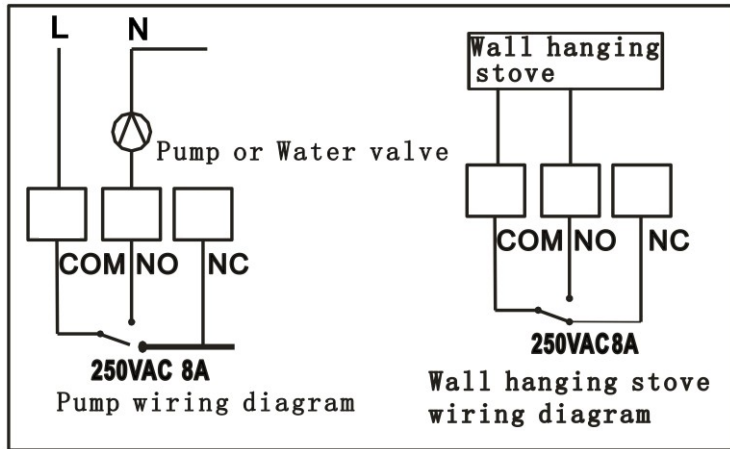 L N
Pump or Water valve
COM NO NC
250VAC 8A
Pump wiring diagram
Wall hanging
stove
COM NO NC
250VAC8A
Wall hanging stove
wiring diagram